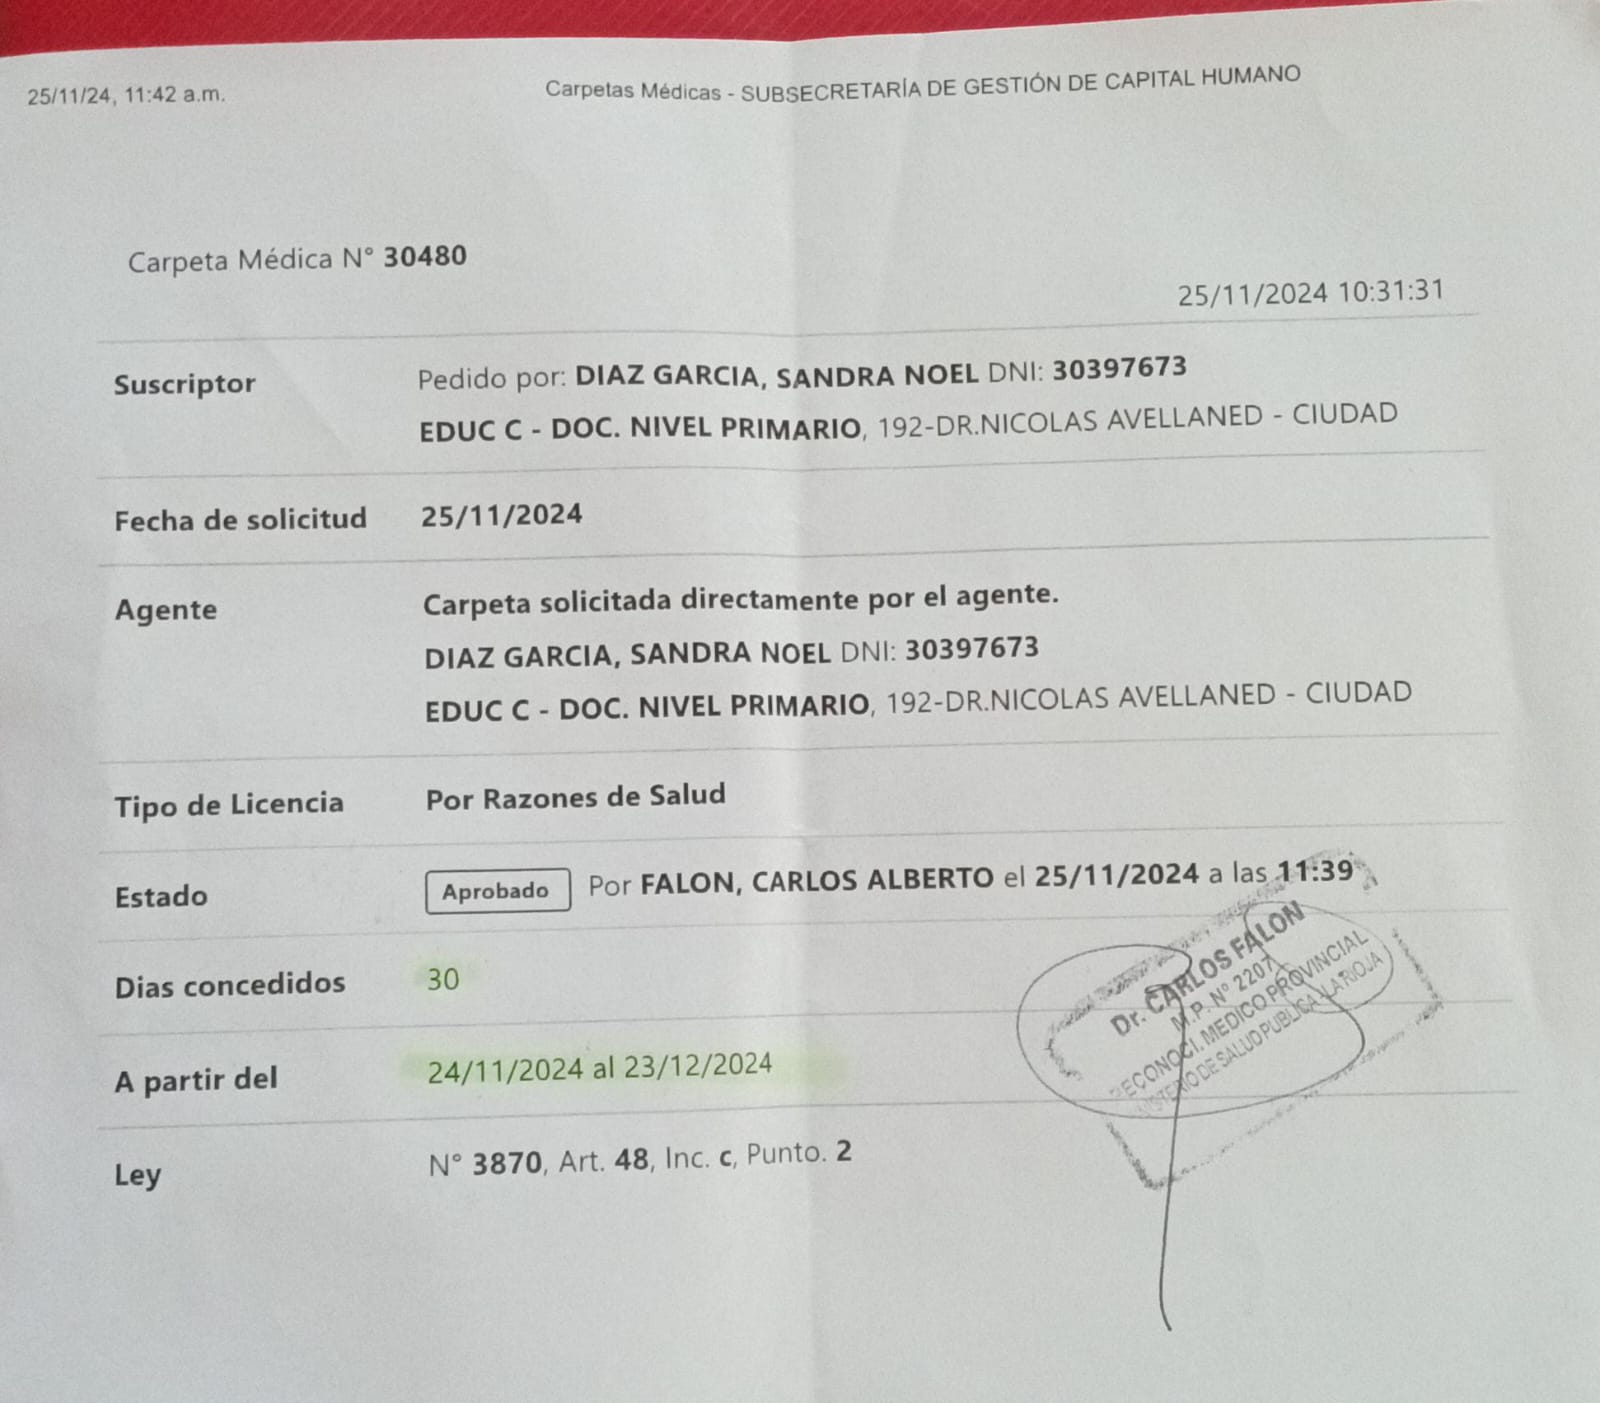 25/11/24, 11:42 a.m.
Carpetas Médicas - SUBSECRETARÍA DE GESTIÓN DE CAPITAL HUMANO
Carpeta Médica N° 30480
25/11/2024 10:31:31
Suscriptor
Pedido por: DIAZ GARCIA, SANDRA NOEL DNI: 30397673
EDUC C - DOC. NIVEL PRIMARIO, 192-DR.NICOLAS AVELLANED - CIUDAD
Fecha de solicitud
25/11/2024
Agente
Carpeta solicitada directamente por el agente.
DIAZ GARCIA, SANDRA NOEL DNI: 30397673
EDUC C - DOC. NIVEL PRIMARIO, 192-DR.NICOLAS AVELLANED - CIUDAD
Tipo de Licencia
Por Razones de Salud
Estado
Aprobado Por FALON, CARLOS ALBERTO el 25/11/2024 a las 11:39
Dias concedidos
30
A partir del
24/11/2024 al 23/12/2024
Ley
N° 3870, Art. 48, Inc. c, Punto. 2
Dr. CARLOS FALON
M.P. N° 2207
RECONOCI. MEDICO PROVINCIAL
DE SALUD PUBLICA LA RIOJA